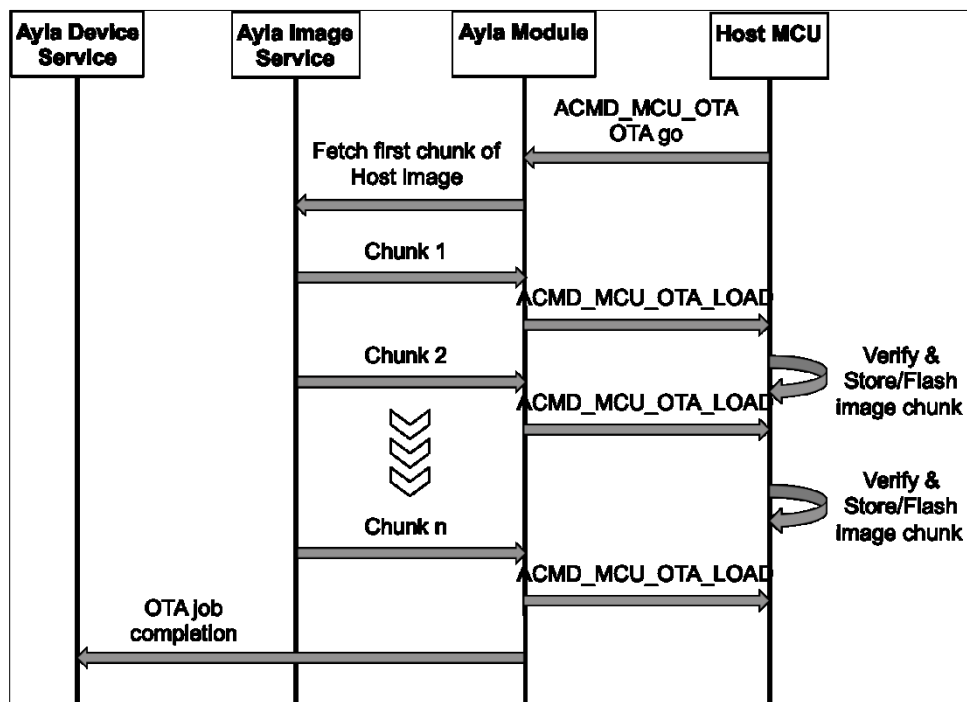 Ayla Device
Service
Ayla Image
Service
Ayla Module
Host MCU
ACMD_MCU_OTA
OTA go
Fetch first chunk of
Host image
Chunk 1
ACMD_MCU_OTA_LOAD
Chunk 2
Verify &
Store/Flash
image chunk
ACMD_MCU_OTA_LOAD
Verify &
Store/Flash
image chunk
Chunk n
ACMD_MCU_OTA_LOAD
OTA job
completion